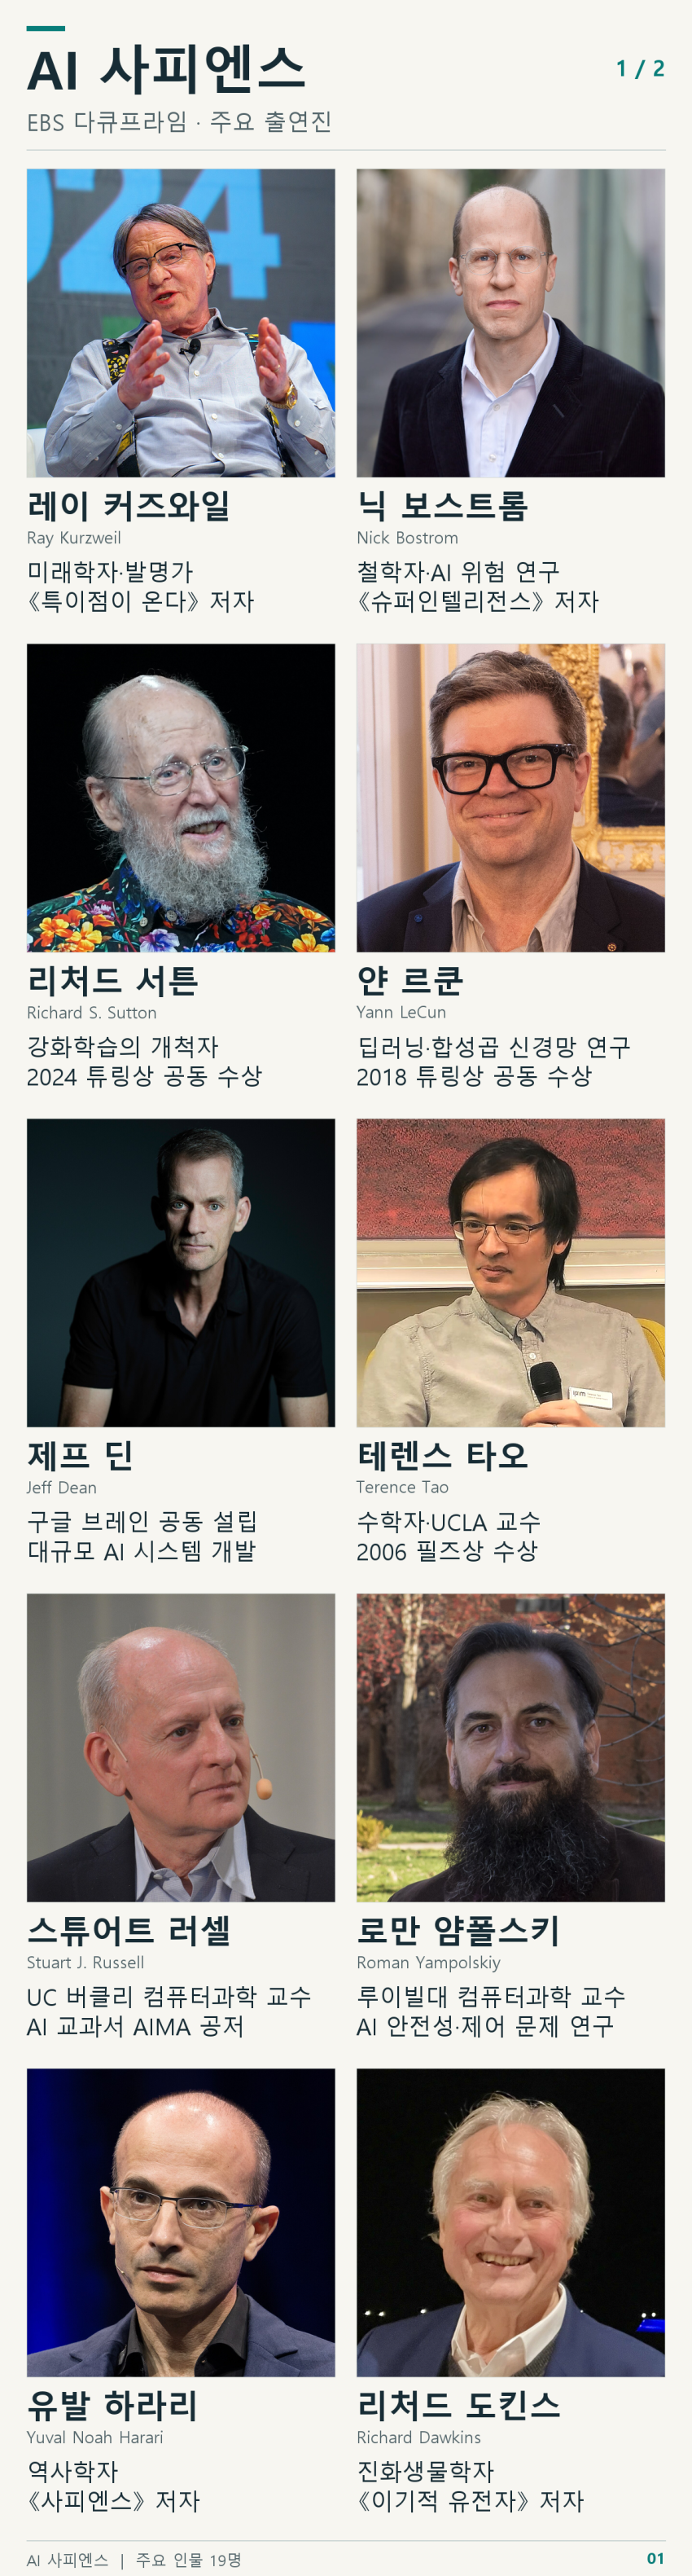 AI 사피엔스
1 / 2
EBS 다큐프라임 · 주요 출연진
024
레이 커즈와일
Ray Kurzweil
미래학자·발명가
《특이점이 온다》 저자
닉 보스트롬
Nick Bostrom
철학자·AI 위험 연구
《슈퍼인텔리전스》 저자
리처드 서튼
Richard S. Sutton
강화학습의 개척자
2024 튜링상 공동 수상
얀 르쿤
Yann LeCun
딥러닝·합성곱 신경망 연구
2018 튜링상 공동 수상
제프 딘
Jeff Dean
구글 브레인 공동 설립
대규모 AI 시스템 개발
테렌스 타오
Terence Tao
수학자·UCLA 교수
2006 필즈상 수상
스튜어트 러셀
Stuart J. Russell
UC 버클리 컴퓨터과학 교수
AI 교과서 AIMA 공저
로만 얌폴스키
Roman Yampolskiy
루이빌대 컴퓨터과학 교수
AI 안전성·제어 문제 연구
유발 하라리
Yuval Noah Harari
역사학자
《사피엔스》 저자
리처드 도킨스
Richard Dawkins
진화생물학자
《이기적 유전자》 저자
AI 사피엔스 | 주요 인물 19명
01